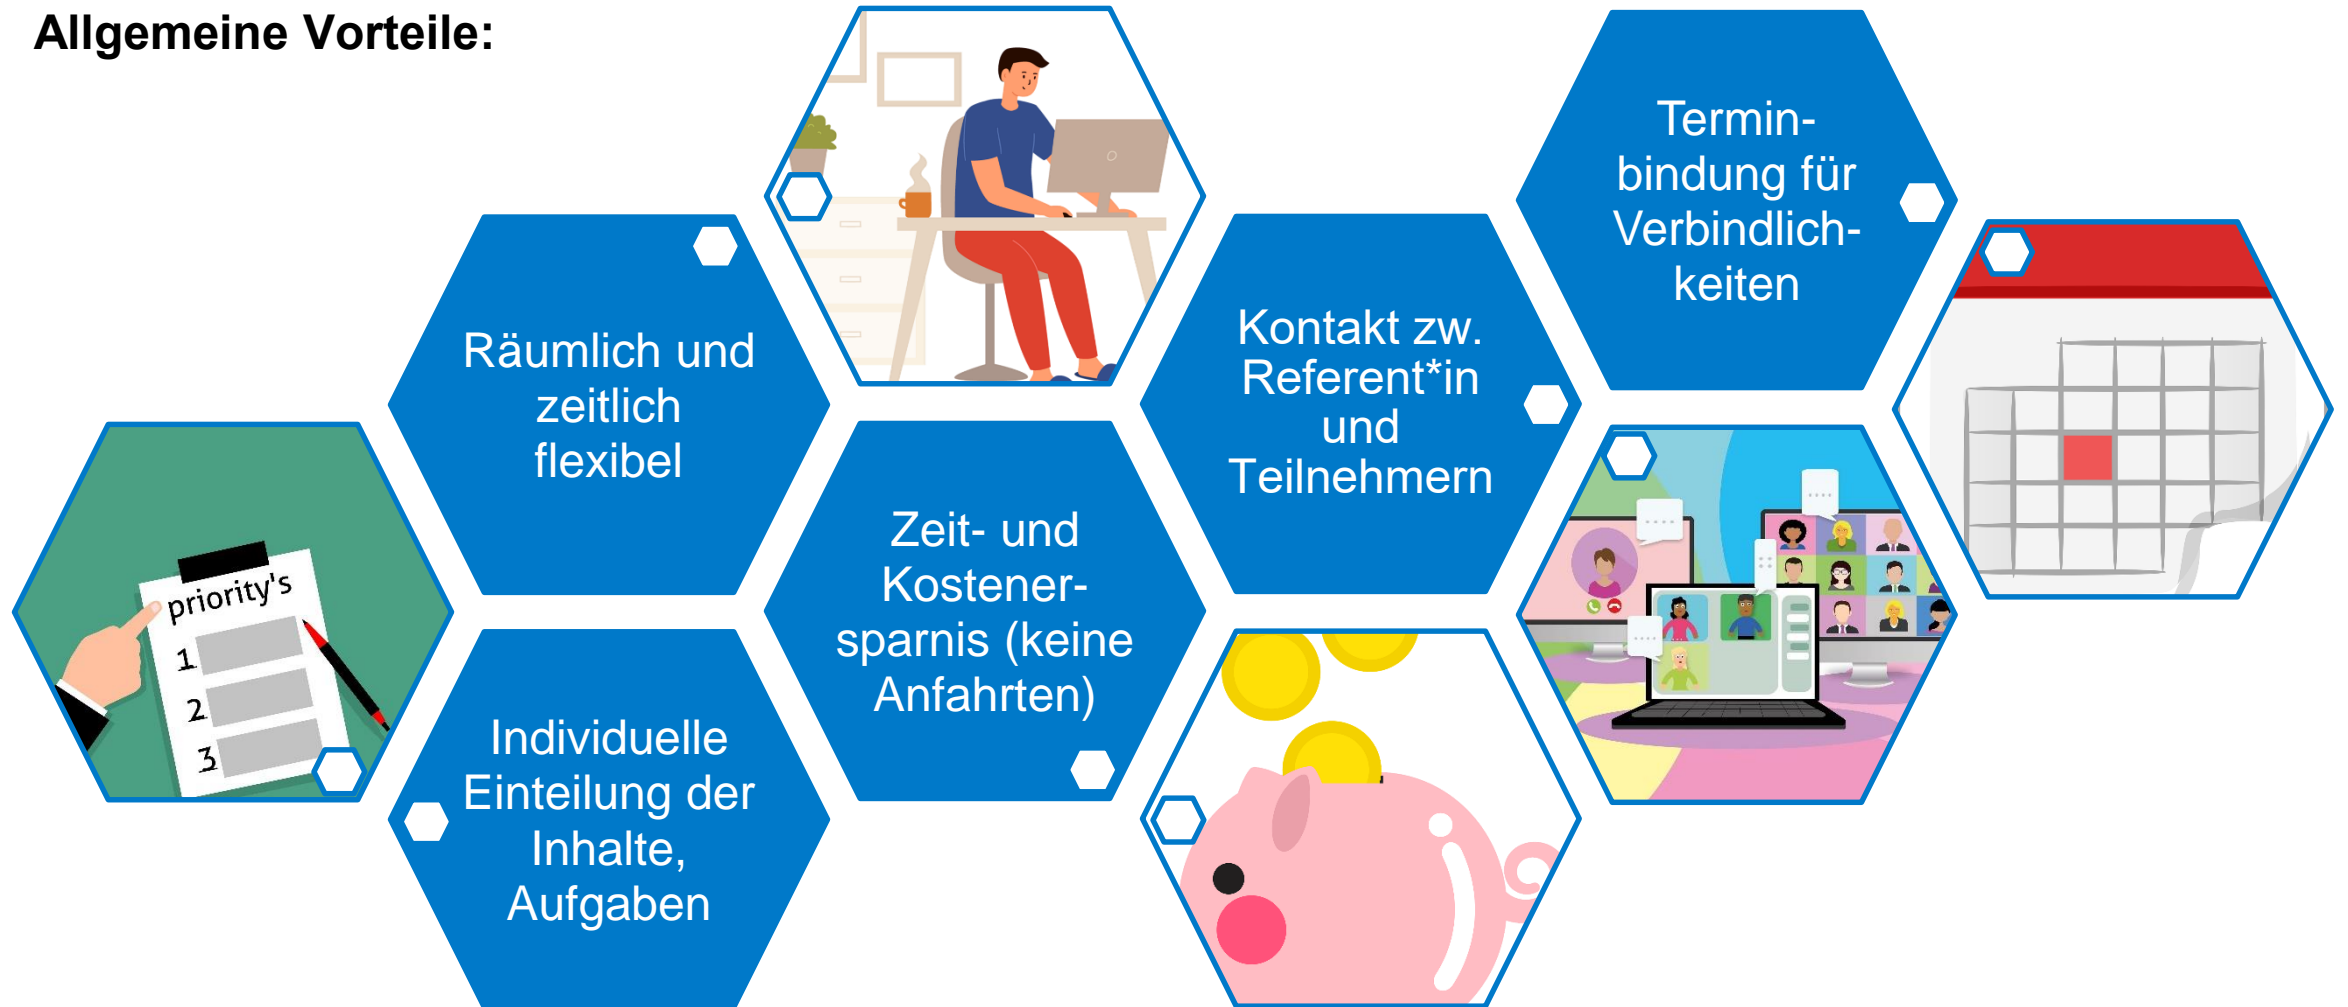 Allgemeine Vorteile:
Räumlich und
zeitlich
flexibel
Individuelle
Einteilung der
Inhalte,
Aufgaben
Zeit- und
Kostener-
sparnis (keine
Anfahrten)
Kontakt zw.
Referent*in
und
Teilnehmern
Termin-
bindung für
Verbindlich-
keiten
priority's
1
2
3